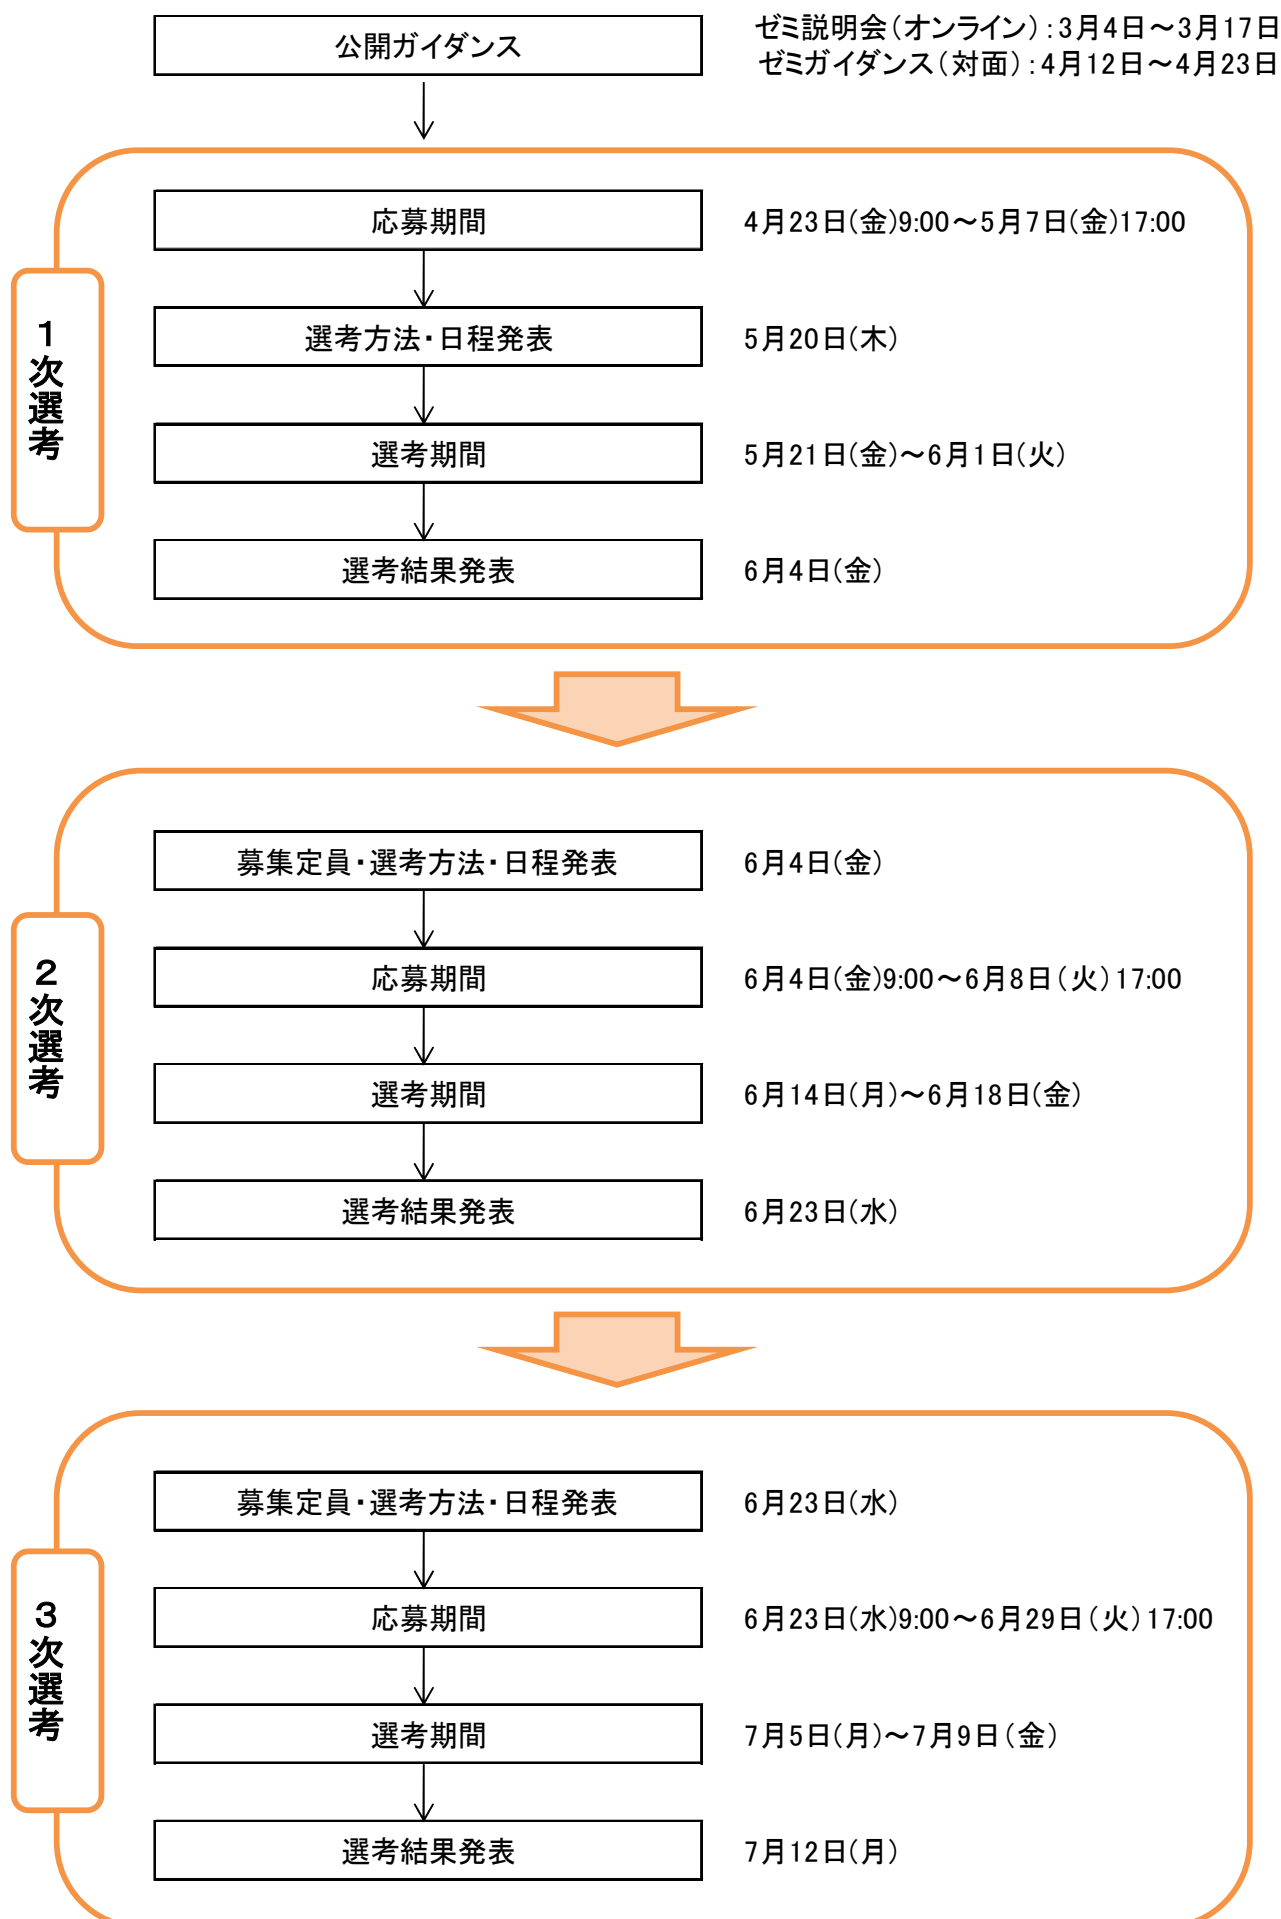 公開ガイダンス
ゼミ説明会(オンライン):3月4日～3月17日
ゼミガイダンス(対面):4月12日～4月23日
1次選考
応募期間
4月23日(金)9:00～5月7日(金)17:00
選考方法・日程発表
5月20日(木)
選考期間
5月21日(金)～6月1日(火)
選考結果発表
6月4日(金)
2次選考
募集定員・選考方法・日程発表
6月4日(金)
応募期間
6月4日(金)9:00～6月8日(火)17:00
選考期間
6月14日(月)～6月18日(金)
選考結果発表
6月23日(水)
3次選考
募集定員・選考方法・日程発表
6月23日(水)
応募期間
6月23日(水)9:00～6月29日(火)17:00
選考期間
7月5日(月)～7月9日(金)
選考結果発表
7月12日(月)